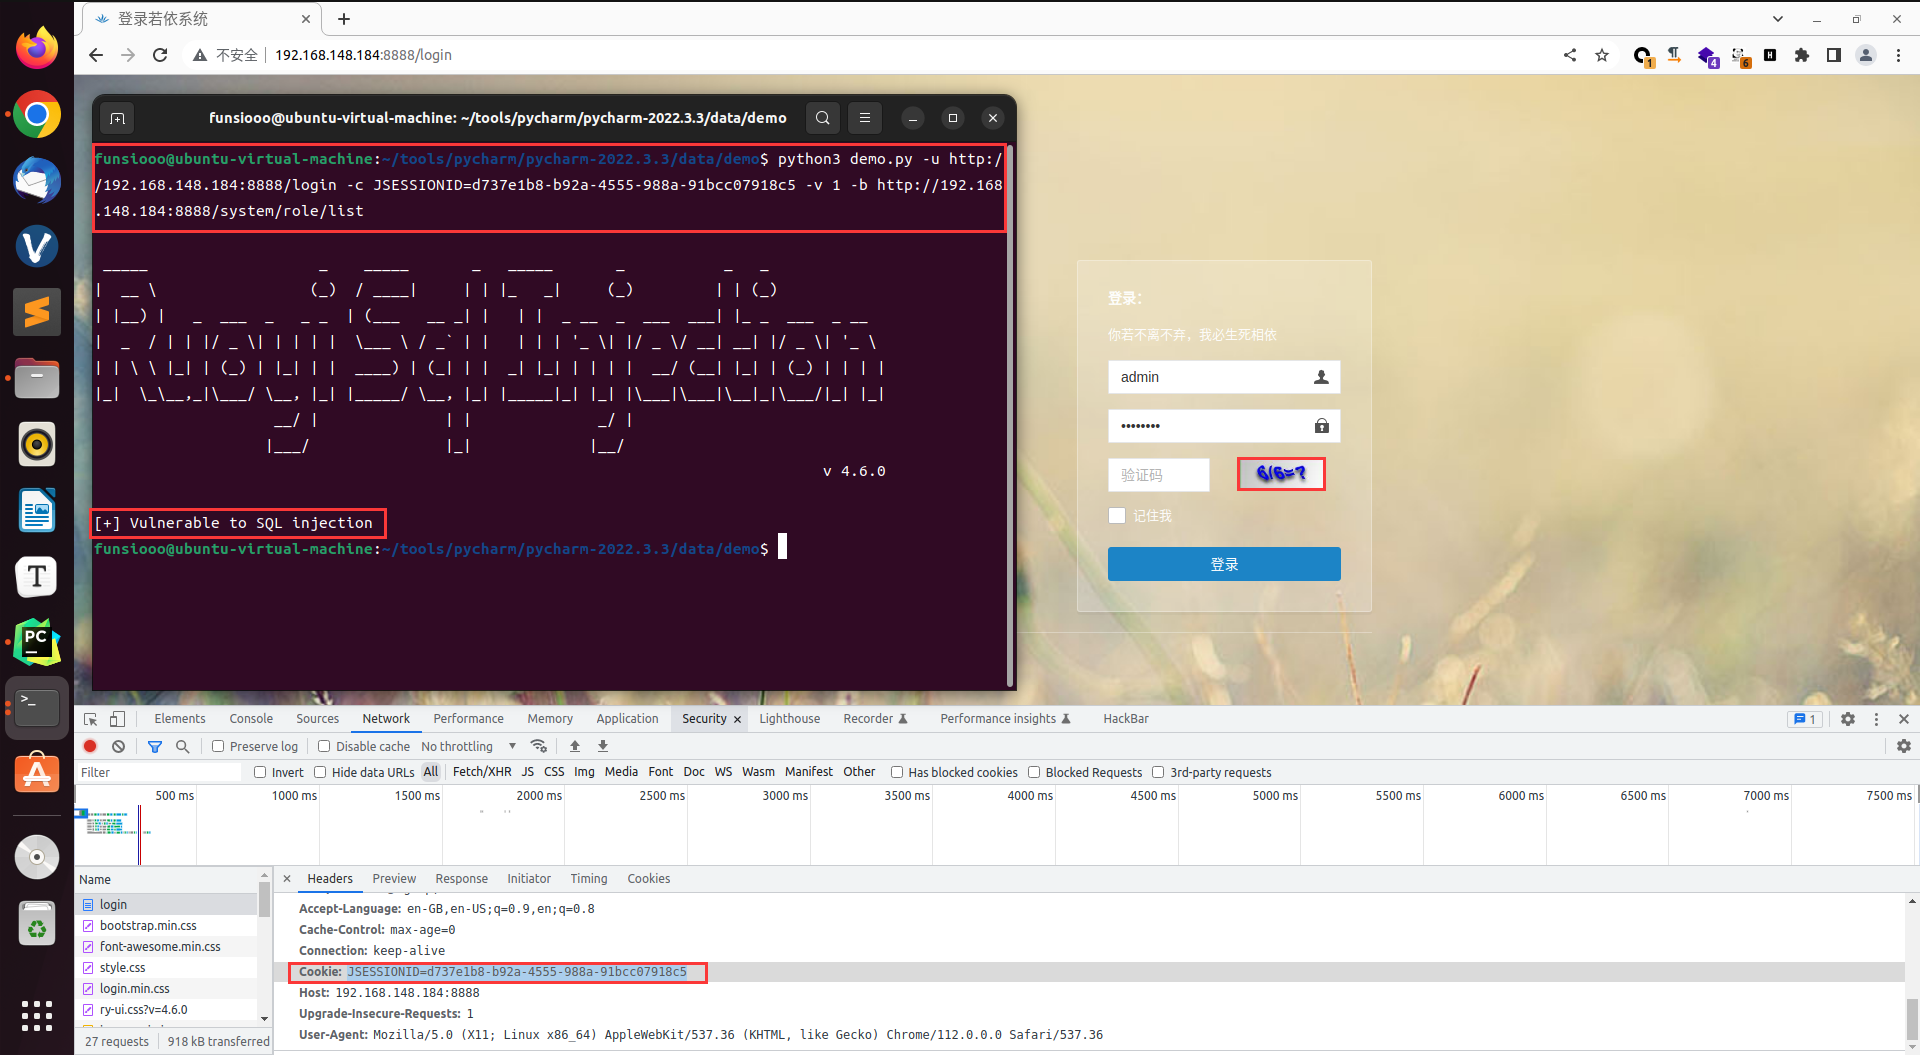 登录若依系统
不安全
192.168.148.184:8888/login
1
4
6
funsiooo@ubuntu-virtual-machine: ~/tools/pycharm/pycharm-2022.3.3/data/demo
funsiooo@ubuntu-virtual-machine:~/tools/pycharm/pycharm-2022.3.3/data/demo$ python3 demo.py -u http:/
/192.168.148.184:8888/login -c JSESSIONID=d737e1b8-b92a-4555-988a-91bcc07918c5 -v 1 -b http://192.168
.148.184:8888/system/role/list
v 4.6.0
[+] Vulnerable to SQL injection
funsiooo@ubuntu-virtual-machine:~/tools/pycharm/pycharm-2022.3.3/data/demo$
登录:
你若不离不弃，我必生死相依
admin
••••••••
验证码
6/6=?
记住我
登录
Elements Console Sources Network Performance Memory Application Security Lighthouse Recorder Performance insights HackBar
1
Preserve log Disable cache No throttling
Filter Invert Hide data URLs All Fetch/XHR JS CSS Img Media Font Doc WS Wasm Manifest Other Has blocked cookies Blocked Requests 3rd-party requests
500 ms 1000 ms 1500 ms 2000 ms 2500 ms 3000 ms 3500 ms 4000 ms 4500 ms 5000 ms 5500 ms 6000 ms 6500 ms 7000 ms 7500 ms
Name
login
bootstrap.min.css
font-awesome.min.css
style.css
login.min.css
ry-ui.css?v=4.6.0
27 requests 918 kB transferred
Headers Preview Response Initiator Timing Cookies
Accept-Language: en-GB,en-US;q=0.9,en;q=0.8
Cache-Control: max-age=0
Connection: keep-alive
Cookie: JSESSIONID=d737e1b8-b92a-4555-988a-91bcc07918c5
Host: 192.168.148.184:8888
Upgrade-Insecure-Requests: 1
User-Agent: Mozilla/5.0 (X11; Linux x86_64) AppleWebKit/537.36 (KHTML, like Gecko) Chrome/112.0.0.0 Safari/537.36